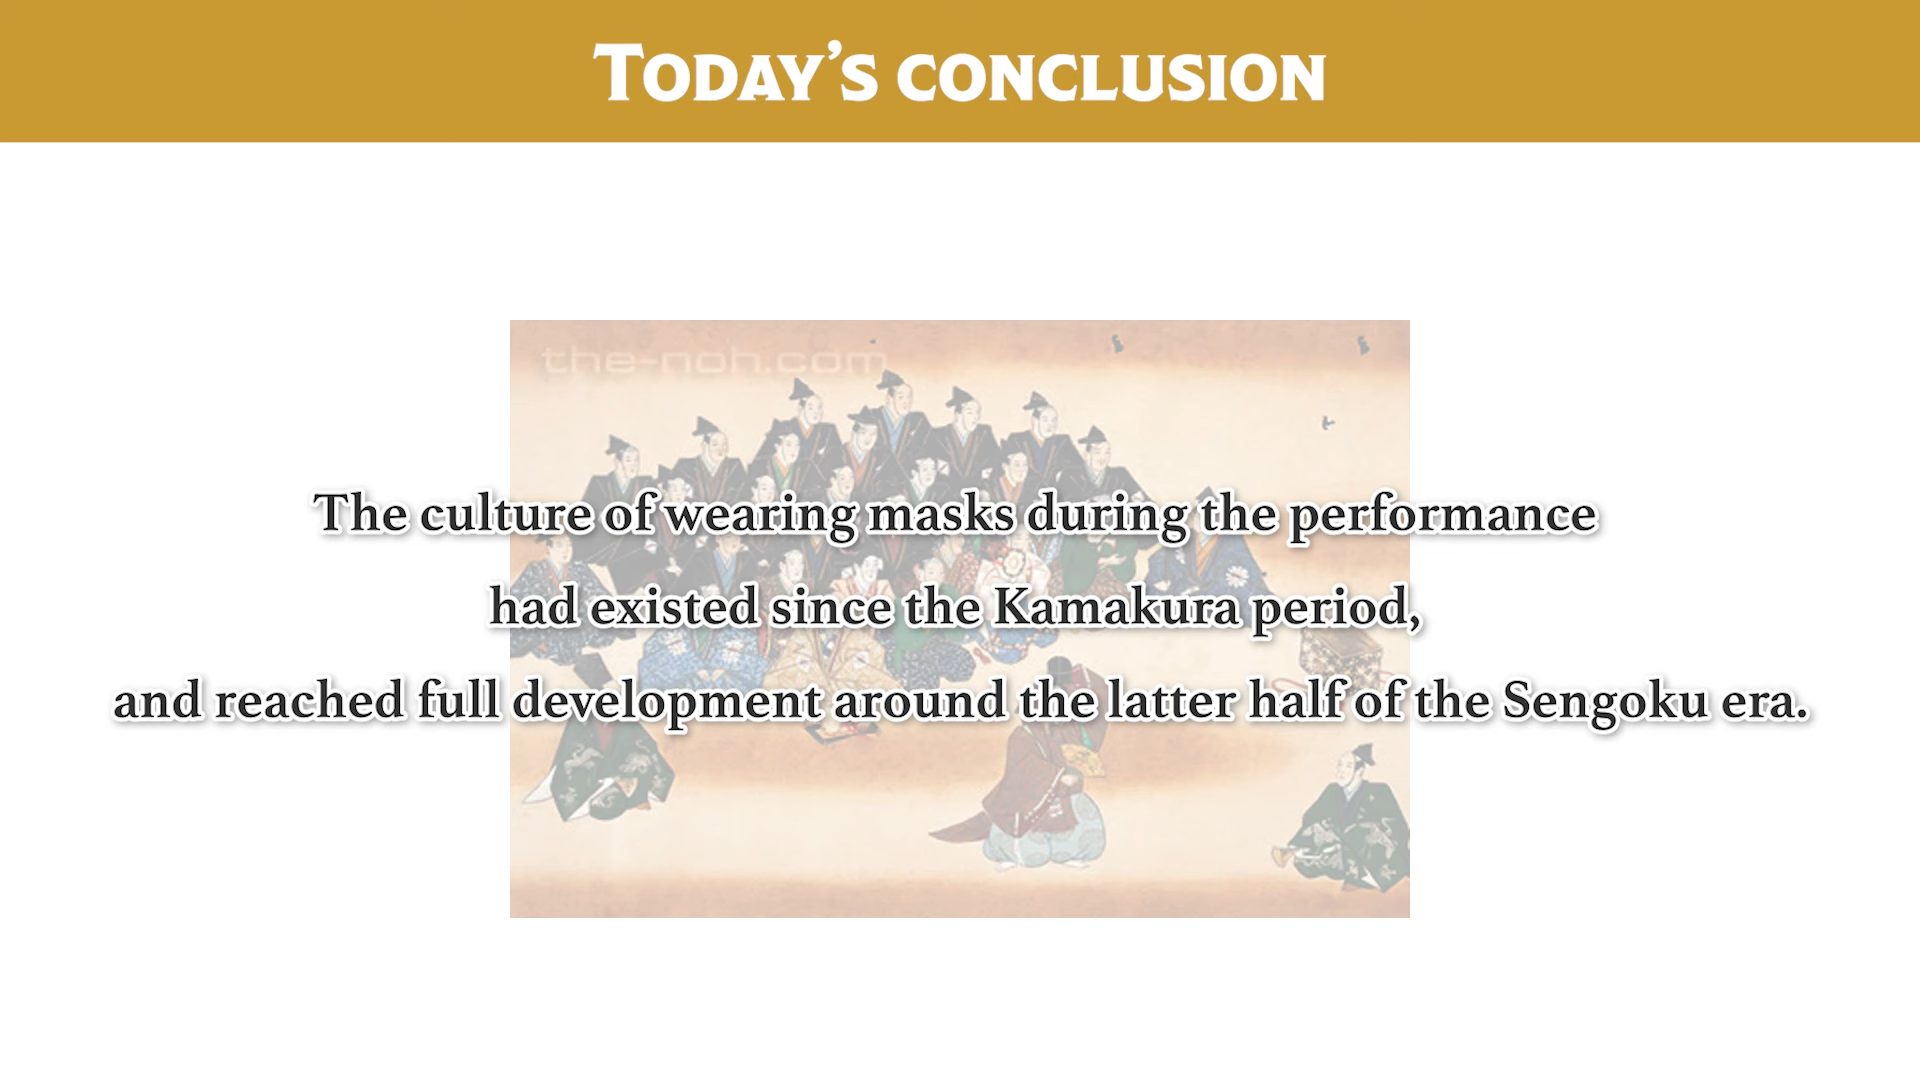 TODAY'S CONCLUSION
the-noh.com
The culture of wearing masks during the performance
had existed since the Kamakura period,
and reached full development around the latter half of the Sengoku era.